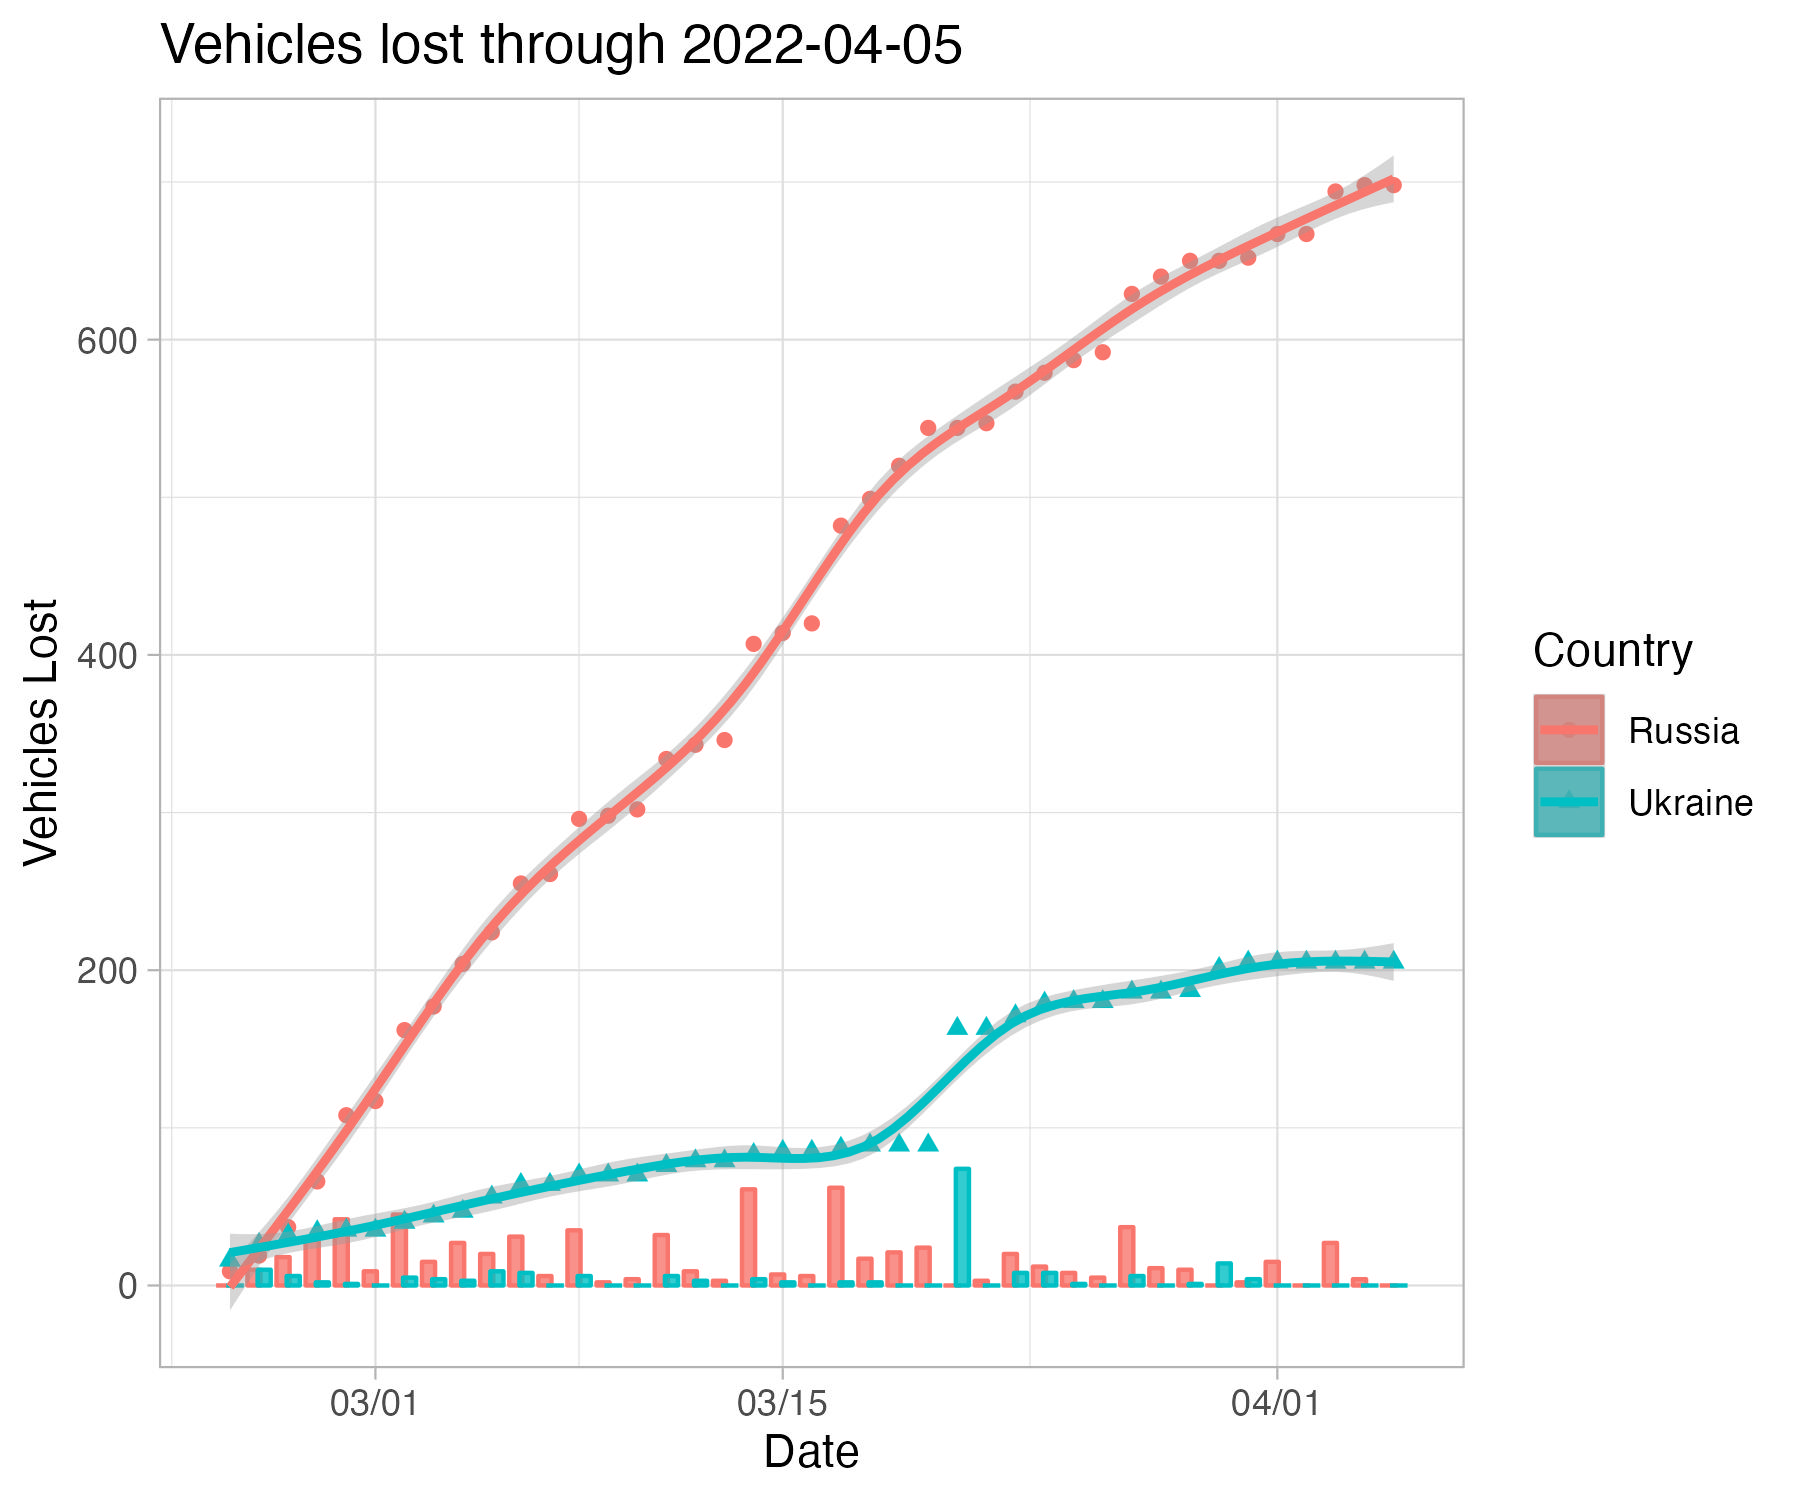 Vehicles lost through 2022-04-05
Vehicles Lost
600
400
200
0
03/01
03/15
04/01
Date
Country
Russia
Ukraine